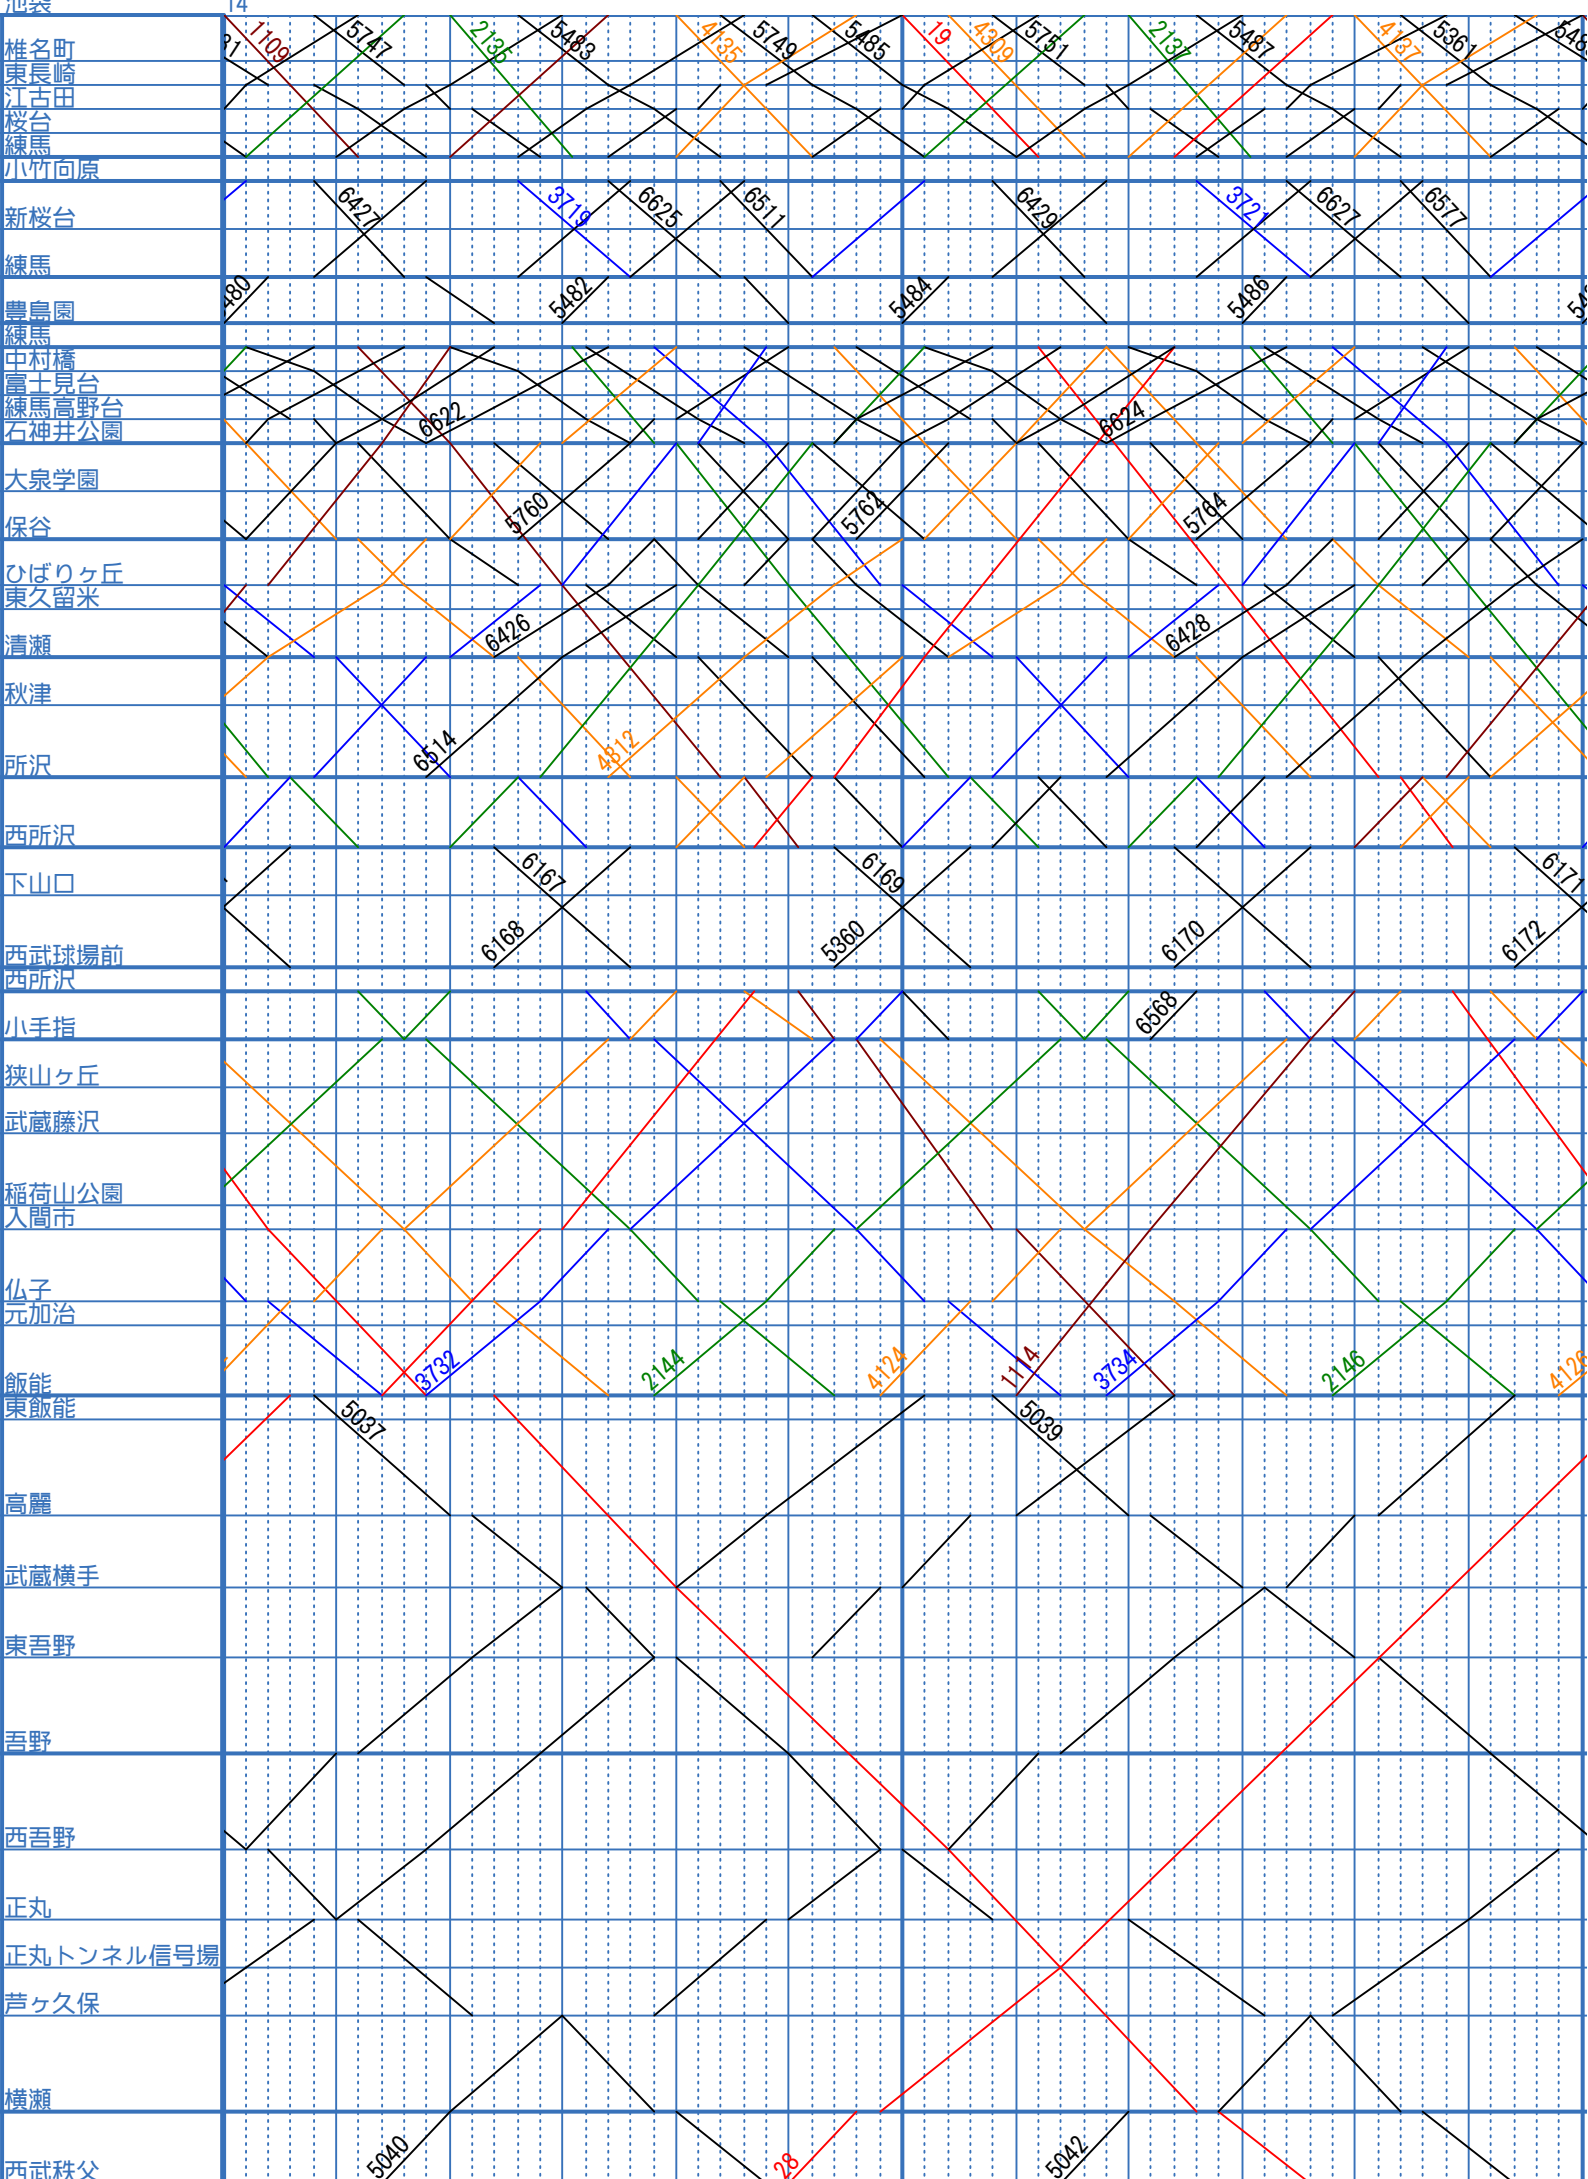 池袋 14
椎名町 31 1109 5747 2135 5483 4135 5749 5485 19 4309 5751 2137 5487 4137 5361 548
東長崎
江古田
桜台
練馬
小竹向原
新桜台 6427 3719 6625 6511 6429 3721 6627 6577
練馬
豊島園 480 5482 5484 5486 548
練馬
中村橋
富士見台
練馬高野台
石神井公園 6622 6624
大泉学園
保谷 5760 5762 5764
ひばりヶ丘
東久留米
清瀬 6426 6428
秋津
所沢 6514 4812
西所沢
下山口 6167 6169 6171
西武球場前 6168 5360 6170 6172
西所沢
小手指 6568
狭山ヶ丘
武蔵藤沢
稲荷山公園
入間市
仏子
元加治
飯能 3732 2144 4124 1114 3734 2146 4126
東飯能 5037 5039
高麗
武蔵横手
東吾野
吾野
西吾野
正丸
正丸トンネル信号場
芦ヶ久保
横瀬
西武秩父 5040 28 5042